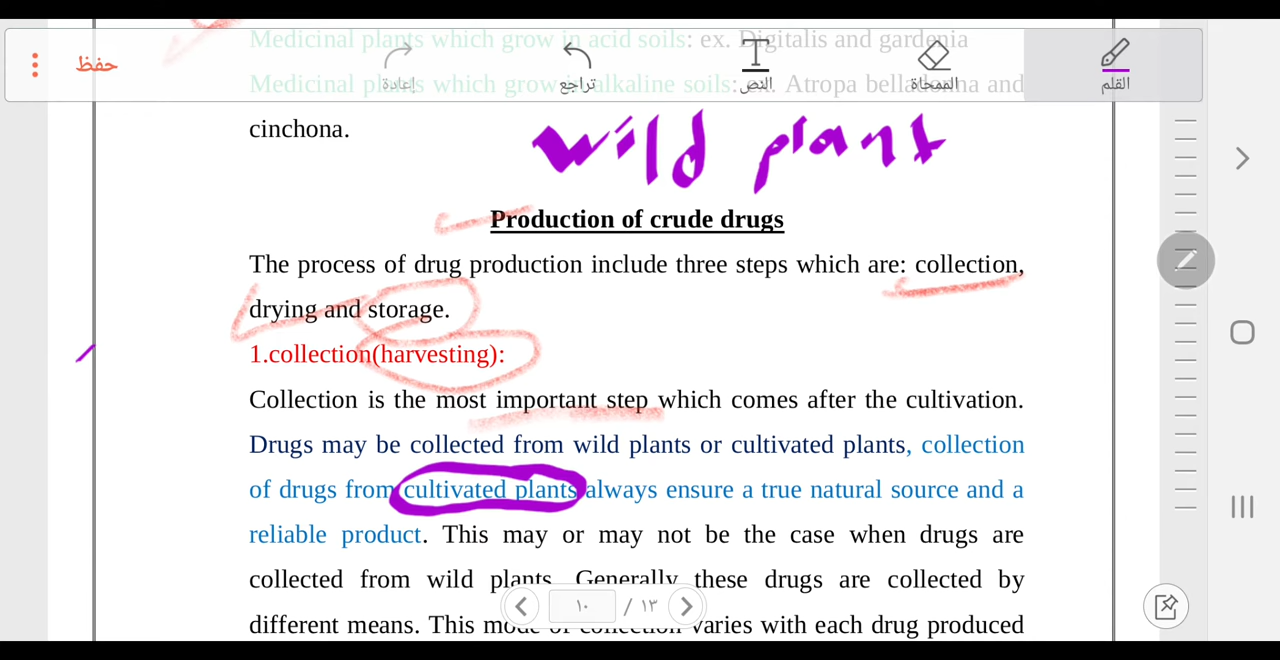 Medicinal plants which grow in acid soils: ex. Digitalis and gardenia
حفظ
إعادة
تراجع
النص
الممحاة
القلم
Medicinal plants which grow in alkaline soils: ex. Atropa belladonna and
cinchona.
wild plant
Production of crude drugs
The process of drug production include three steps which are: collection,
drying and storage.
1.collection(harvesting):
Collection is the most important step which comes after the cultivation.
Drugs may be collected from wild plants or cultivated plants, collection
of drugs from cultivated plants always ensure a true natural source and a
reliable product. This may or may not be the case when drugs are
collected from wild plants. Generally these drugs are collected by
different means. This mode of collection varies with each drug produced
١٠ / ١٣